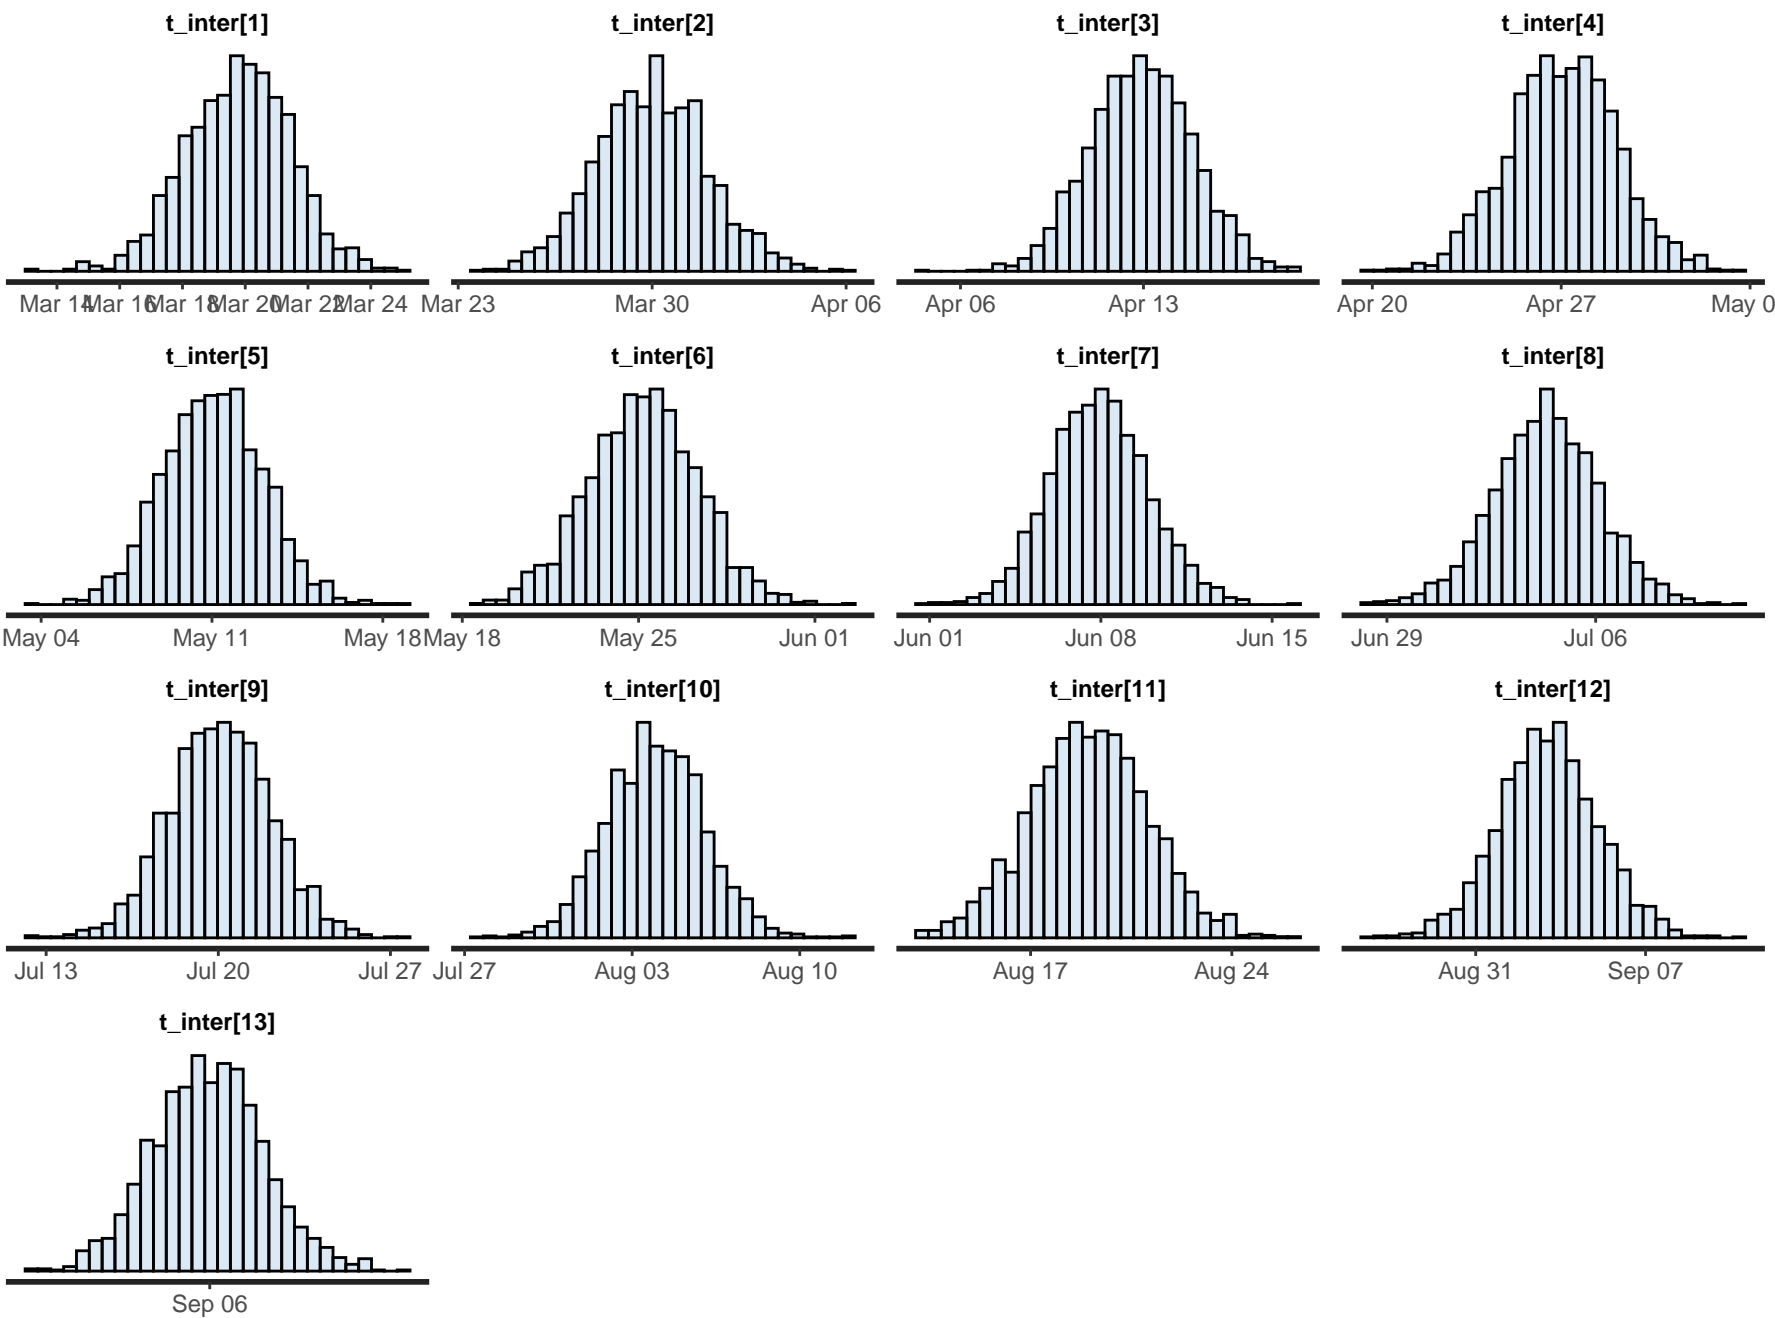 t_inter[1] t_inter[2] t_inter[3] t_inter[4]
Mar 14 Mar 16 Mar 18 Mar 20 Mar 22 Mar 24 Mar 23 Mar 30 Apr 06 Apr 06 Apr 13 Apr 20 Apr 27 May 0
t_inter[5] t_inter[6] t_inter[7] t_inter[8]
May 04 May 11 May 18 May 18 May 25 Jun 01 Jun 01 Jun 08 Jun 15 Jun 29 Jul 06
t_inter[9] t_inter[10] t_inter[11] t_inter[12]
Jul 13 Jul 20 Jul 27 Jul 27 Aug 03 Aug 10 Aug 17 Aug 24 Aug 31 Sep 07
t_inter[13]
Sep 06